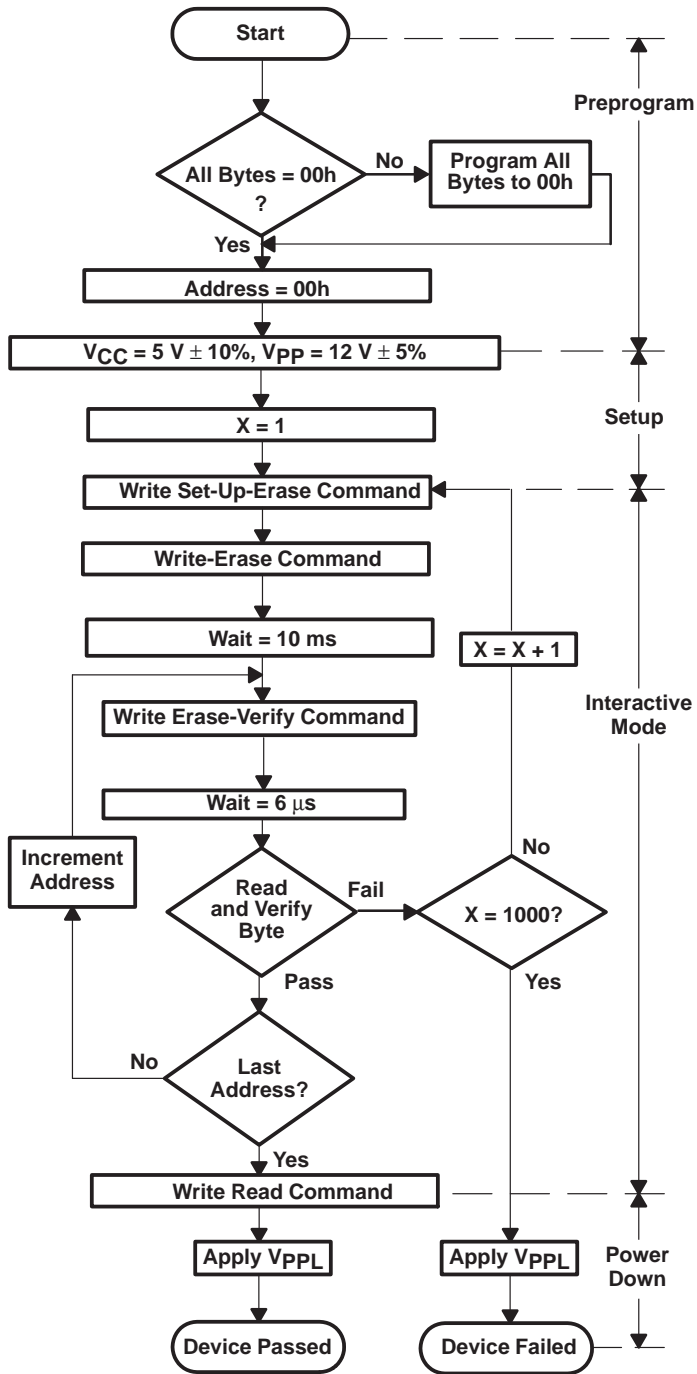 Start
Preprogram
All Bytes = 00h
?
No
Program All
Bytes to 00h
Yes
Address = 00h
VCC = 5 V ± 10%, VPP = 12 V ± 5%
Setup
X = 1
Write Set-Up-Erase Command
Write-Erase Command
Wait = 10 ms
X = X + 1
Interactive
Mode
Write Erase-Verify Command
Wait = 6 µs
Increment
Address
Read
and Verify
Byte
Fail
No
X = 1000?
Pass
Yes
No
Last
Address?
Yes
Write Read Command
Apply VPPL
Apply VPPL
Power
Down
Device Passed
Device Failed